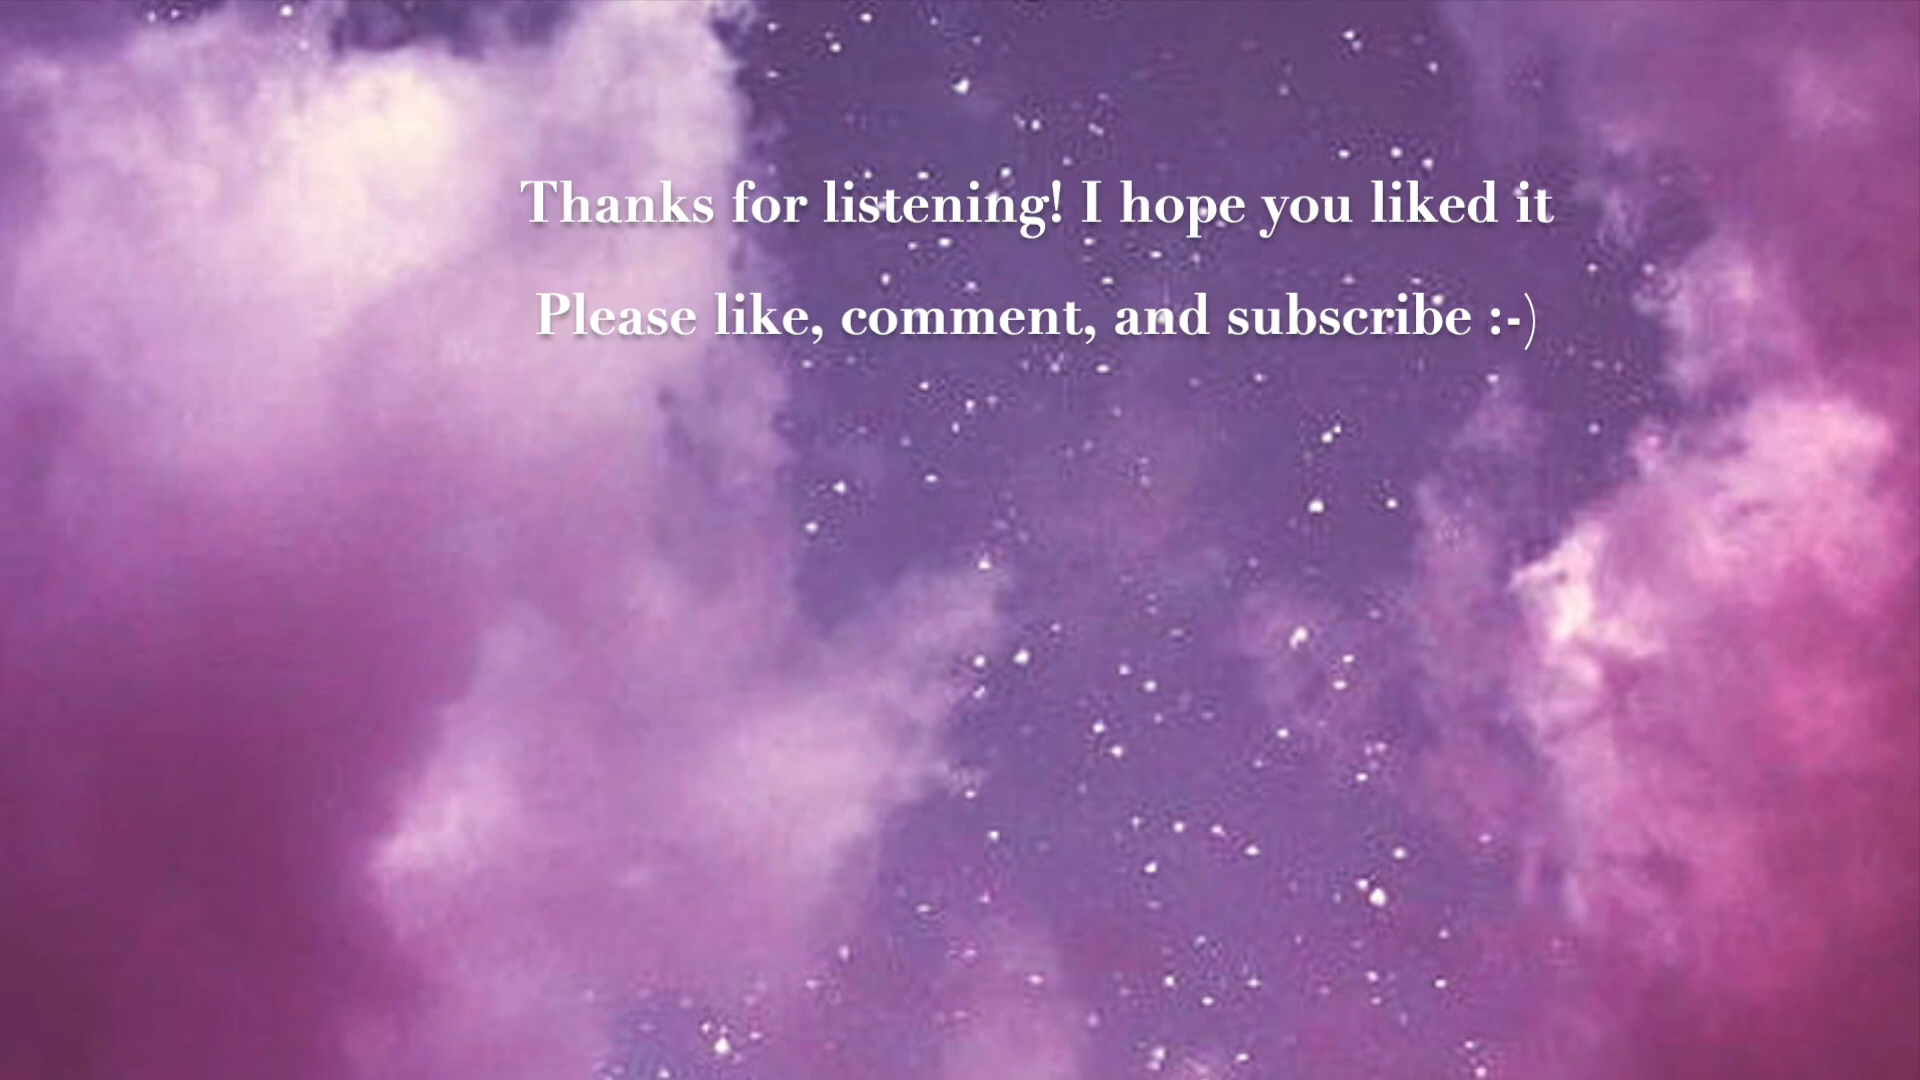 Thanks for listening! I hope you liked it
Please like, comment, and subscribe :-)